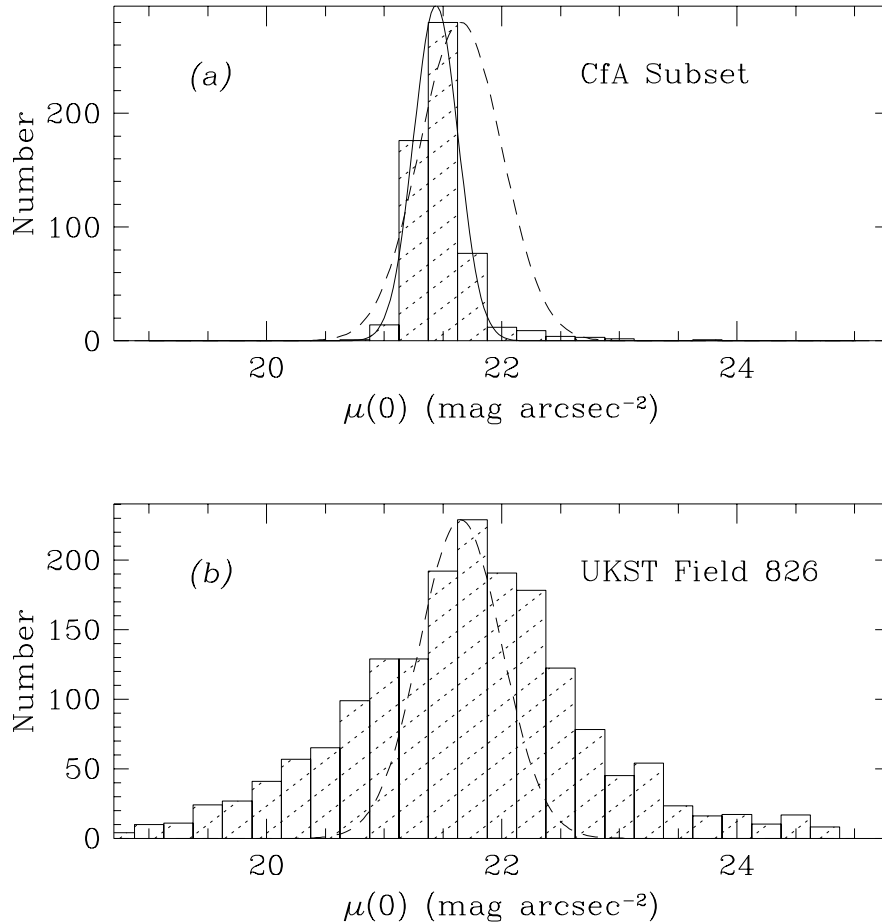 (a)
CfA Subset
Number
200
100
0
20
22
24
μ(0) (mag arcsec⁻²)
(b)
UKST Field 826
Number
200
150
100
50
0
20
22
24
μ(0) (mag arcsec⁻²)